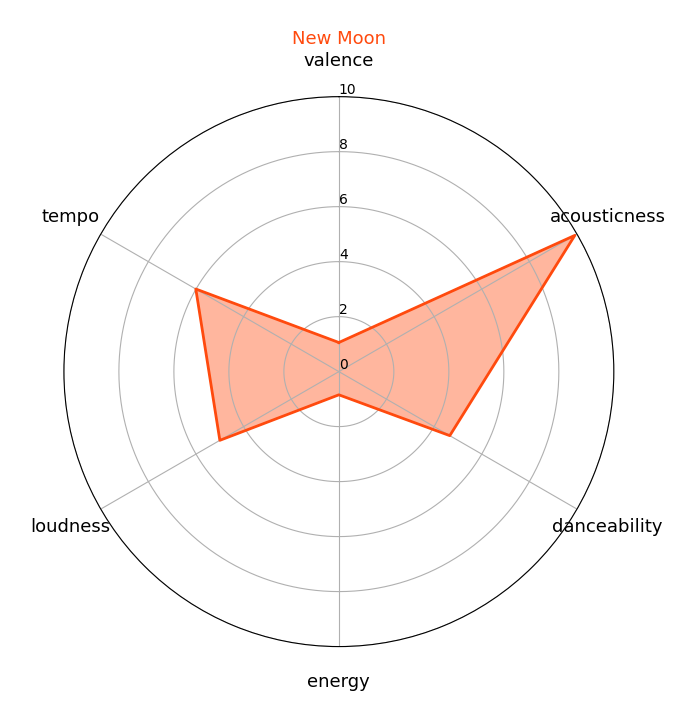 New Moon
valence
10
8
6
4
2
0
tempo
acousticness
loudness
danceability
energy